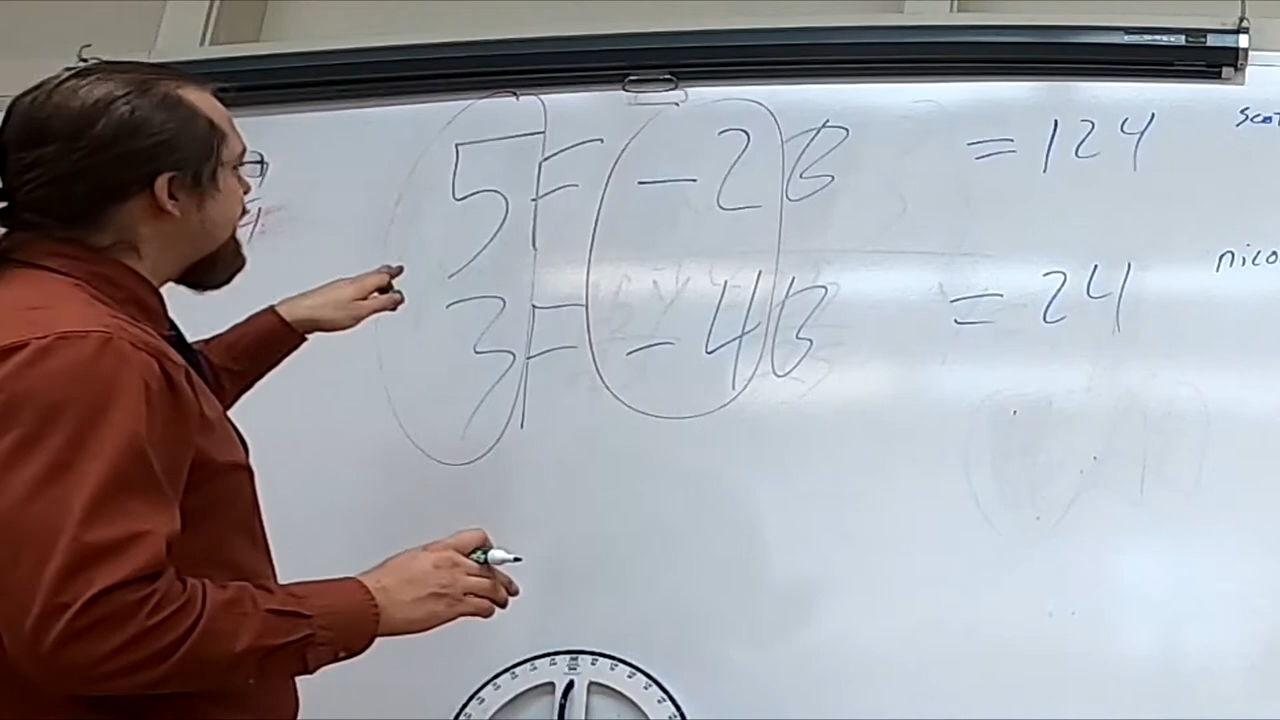 5F - 2B = 124
3F - 4B = 24